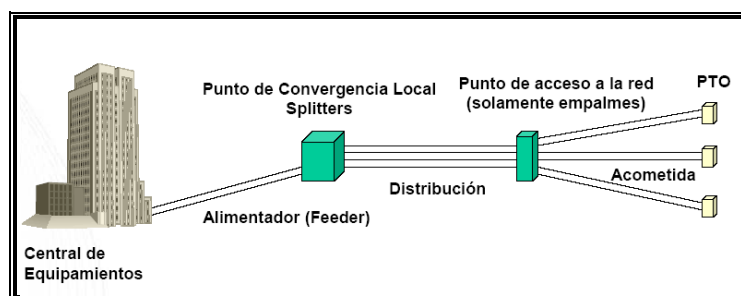 Punto de Convergencia Local
Splitters
Punto de acceso a la red
(solamente empalmes)
PTO
Distribución
Acometida
Alimentador (Feeder)
Central de
Equipamientos